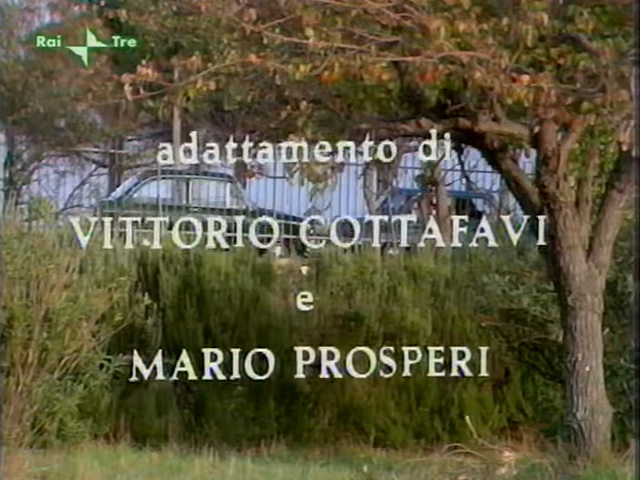 Rai Tre
adattamento di
VITTORIO COTTAFAVI
e
MARIO PROSPERI